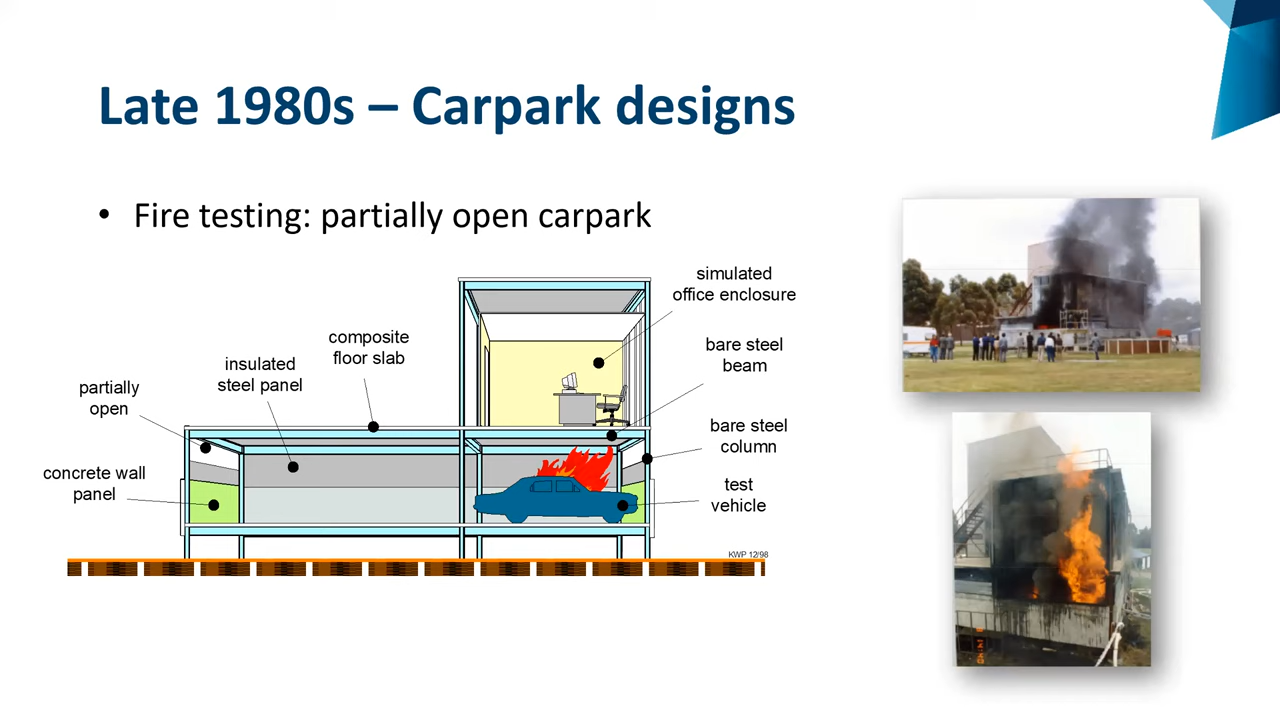 Late 1980s – Carpark designs
• Fire testing: partially open carpark
simulated
office enclosure
composite
floor slab
bare steel
beam
insulated
steel panel
partially
open
bare steel
column
concrete wall
panel
test
vehicle
KWP 12/98